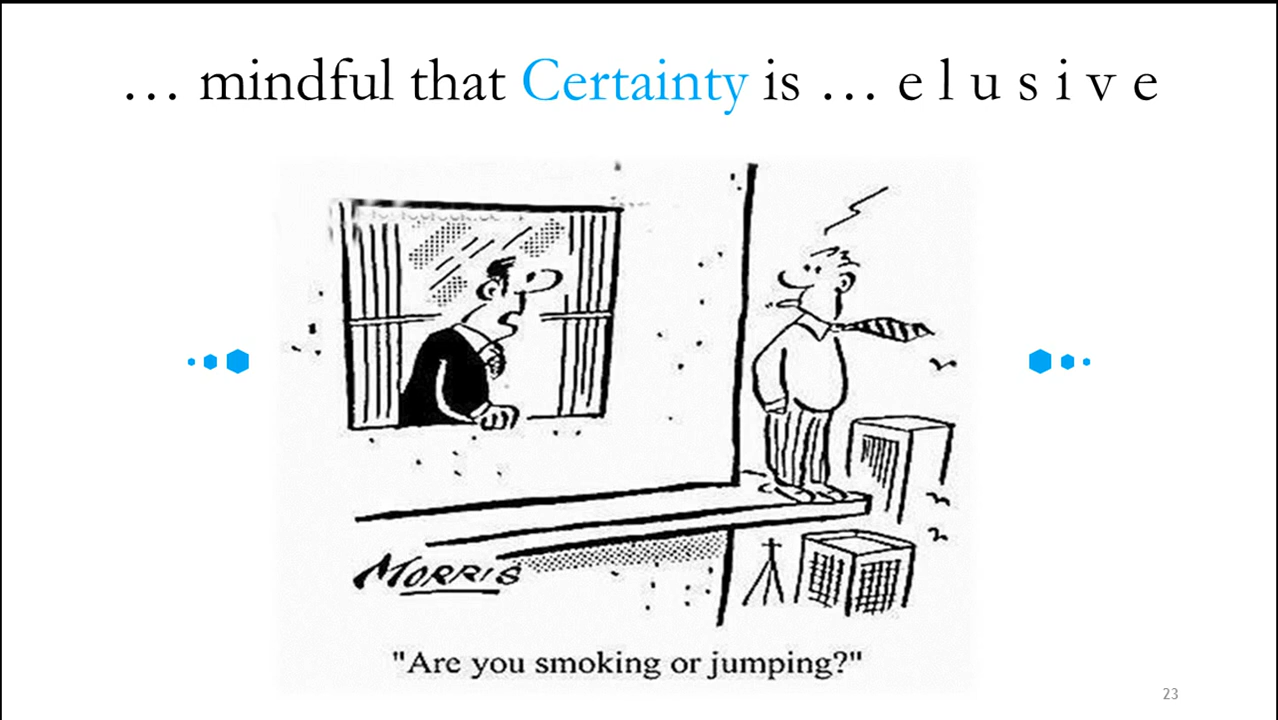 … mindful that Certainty is … e l u s i v e
MORRIS
"Are you smoking or jumping?"
23